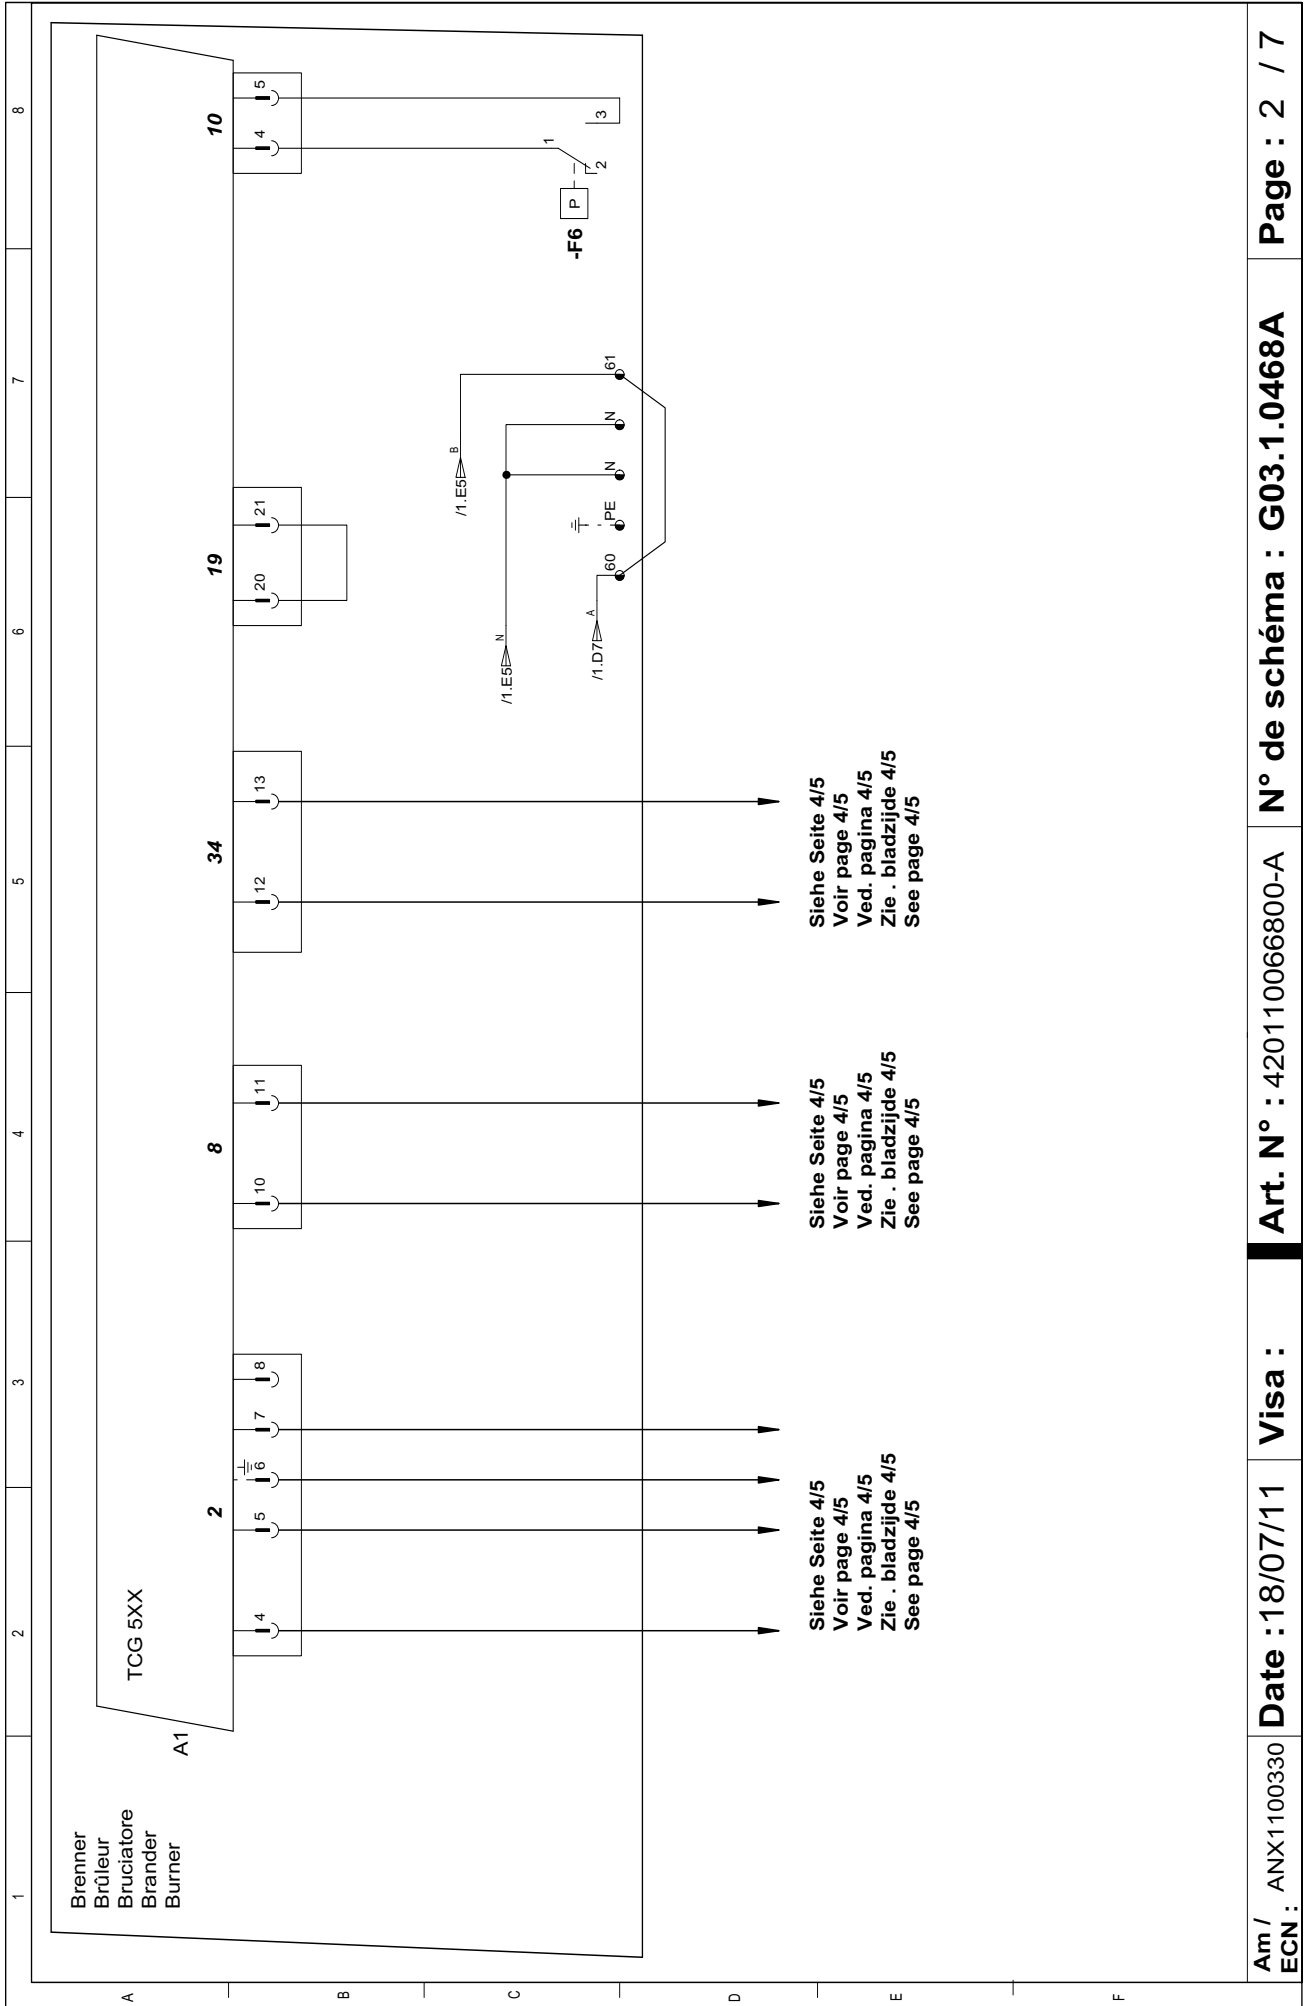 1
2
3
4
5
6
7
8
A
B
C
D
E
F
Brenner
Brûleur
Bruciatore
Brander
Burner
A1
TCG 5XX
2
4
5
6
7
8
8
10
11
34
12
13
19
20
21
10
4
5
/1.E5
N
/1.D7
A
/1.E5
B
60
PE
N
N
61
-F6
P
1
2
3
Siehe Seite 4/5
Voir page 4/5
Ved. pagina 4/5
Zie . bladzijde 4/5
See page 4/5
Siehe Seite 4/5
Voir page 4/5
Ved. pagina 4/5
Zie . bladzijde 4/5
See page 4/5
Siehe Seite 4/5
Voir page 4/5
Ved. pagina 4/5
Zie . bladzijde 4/5
See page 4/5
Am /
ECN : ANX1100330
Date :18/07/11
Visa :
Art. N° : 420110066800-A
N° de schéma : G03.1.0468A
Page : 2 / 7